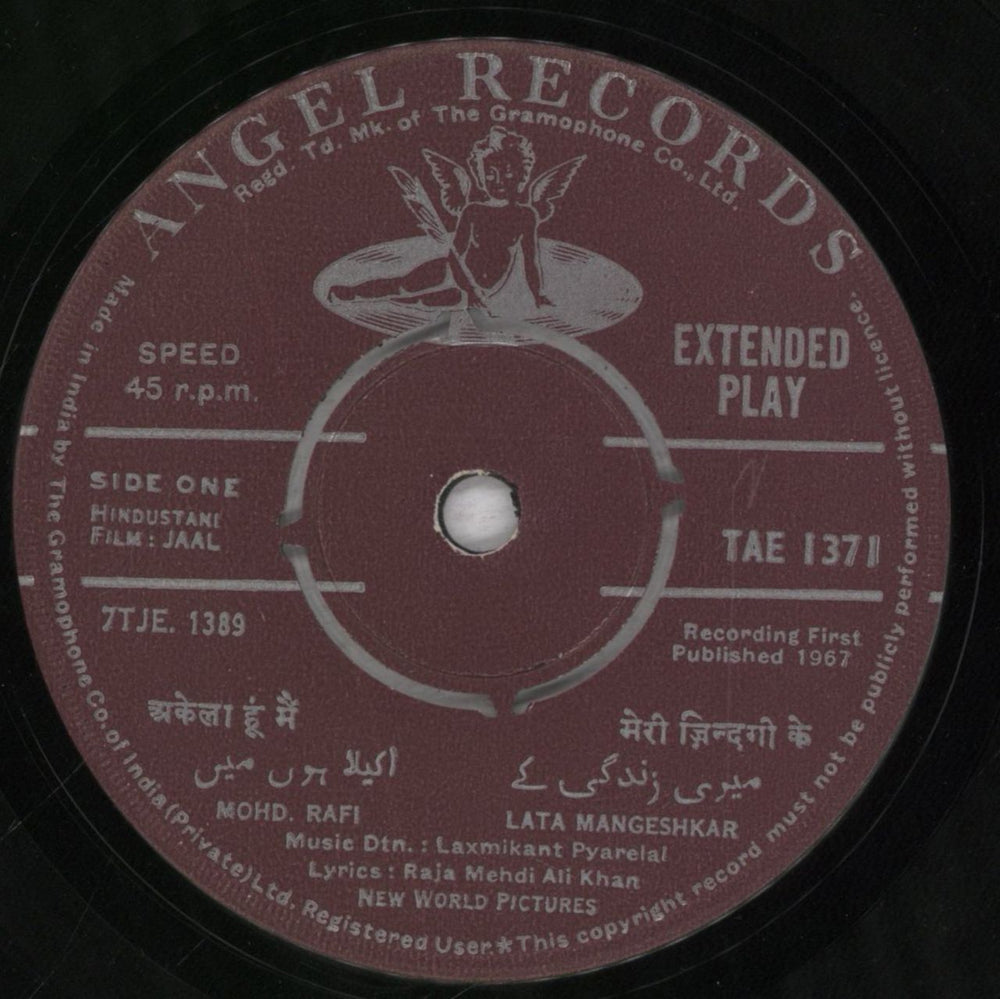 ANGEL RECORDS
Regd. Td. Mk. of The Gramophone Co., Ltd.
SPEED
45 r.p.m.
EXTENDED
PLAY
SIDE ONE
HINDUSTANI
FILM : JAAL
TAE 1371
7TJE. 1389
Recording First
Published 1967
अकेला हूं मैं
मेरी ज़िन्दगी के
اکیلا ہوں میں
میری زندگی کے
MOHD. RAFI
LATA MANGESHKAR
Music Dtn. : Laxmikant Pyarelal
Lyrics : Raja Mehdi Ali Khan
NEW WORLD PICTURES
Made in India by The Gramophone Co. of India (Private) Ltd. Registered User.*This copyright record must not be publicly performed without licence.